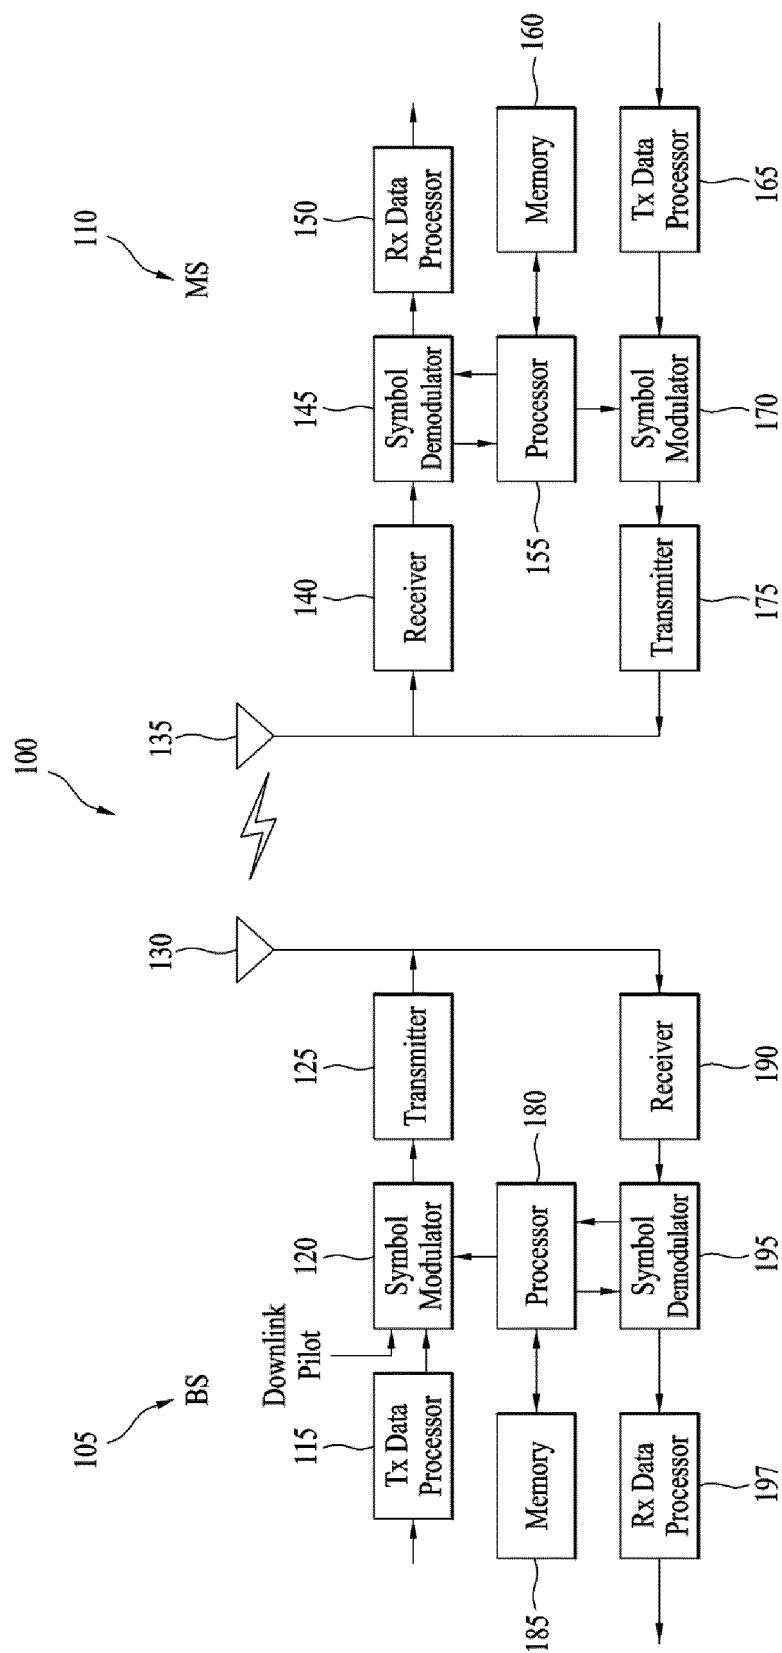 100
105
BS
110
MS
Downlink
Pilot
115
Tx Data
Processor
120
Symbol
Modulator
125
Transmitter
130
135
140
Receiver
145
Symbol
Demodulator
150
Rx Data
Processor
185
Memory
180
Processor
155
Processor
160
Memory
197
Rx Data
Processor
195
Symbol
Demodulator
190
Receiver
175
Transmitter
170
Symbol
Modulator
165
Tx Data
Processor